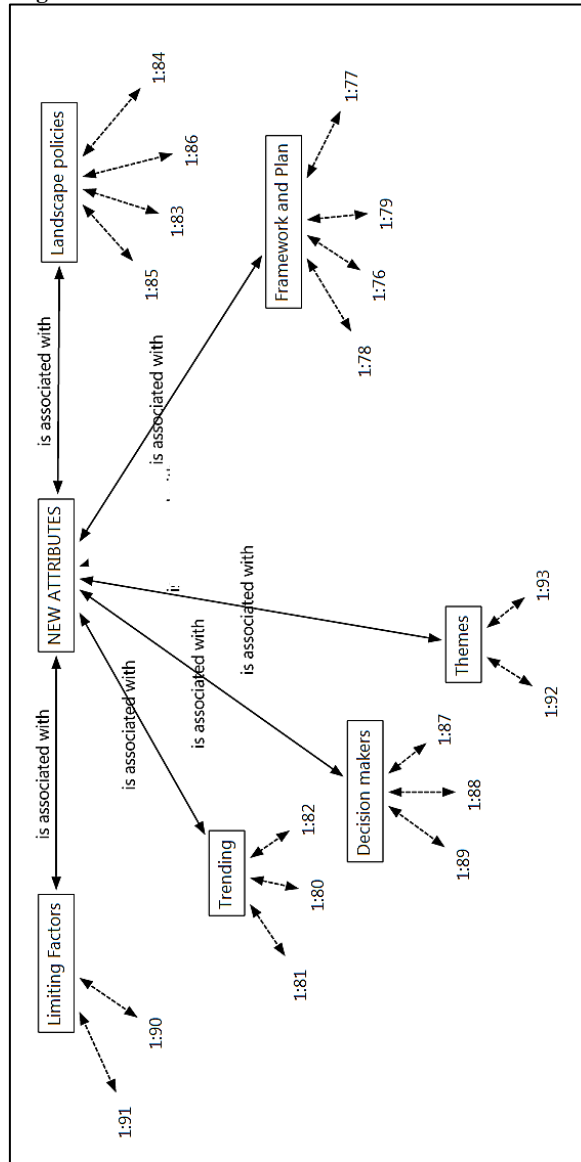 Limiting Factors
is associated with
NEW ATTRIBUTES
is associated with
Landscape policies
1:91
1:90
1:85
1:83
1:86
1:84
is associated with
is associated with
is associated with
is associated with
Trending
1:81
1:80
1:82
Decision makers
1:89
1:88
1:87
Themes
1:92
1:93
Framework and Plan
1:78
1:76
1:79
1:77